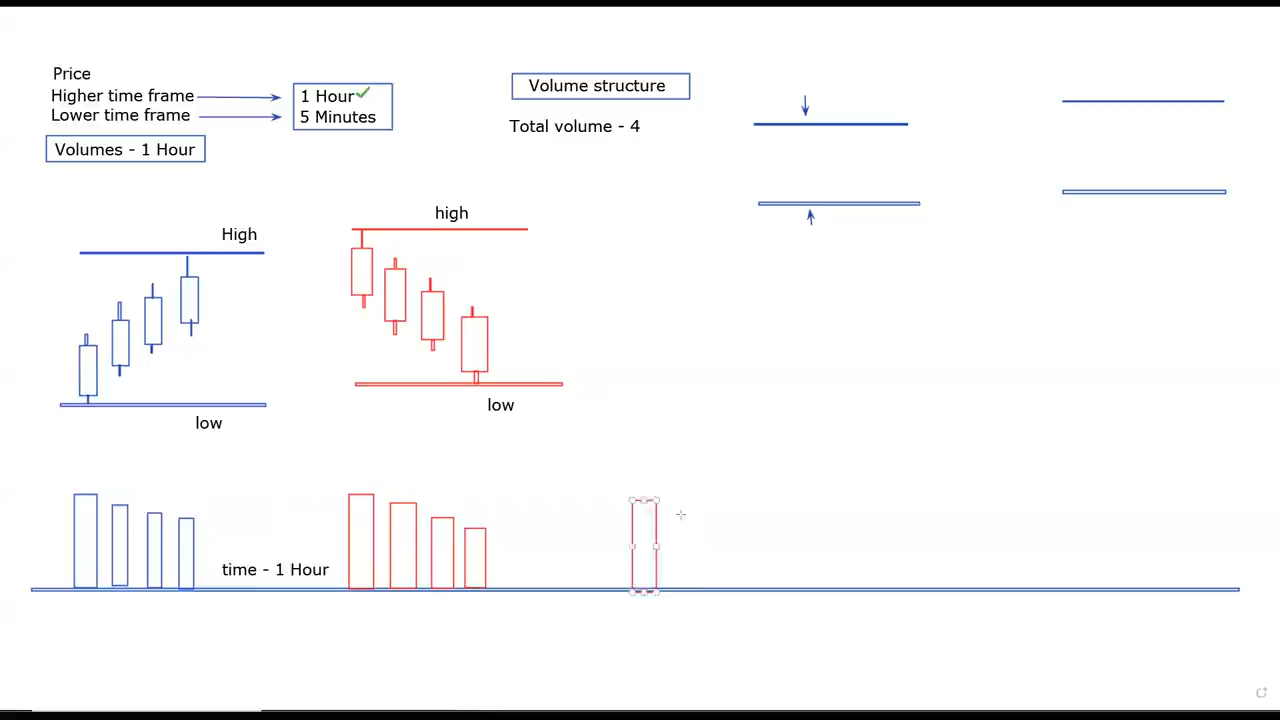 Price
Higher time frame
Lower time frame
1 Hour
5 Minutes
Volumes - 1 Hour
Volume structure
Total volume - 4
High
low
high
low
time - 1 Hour